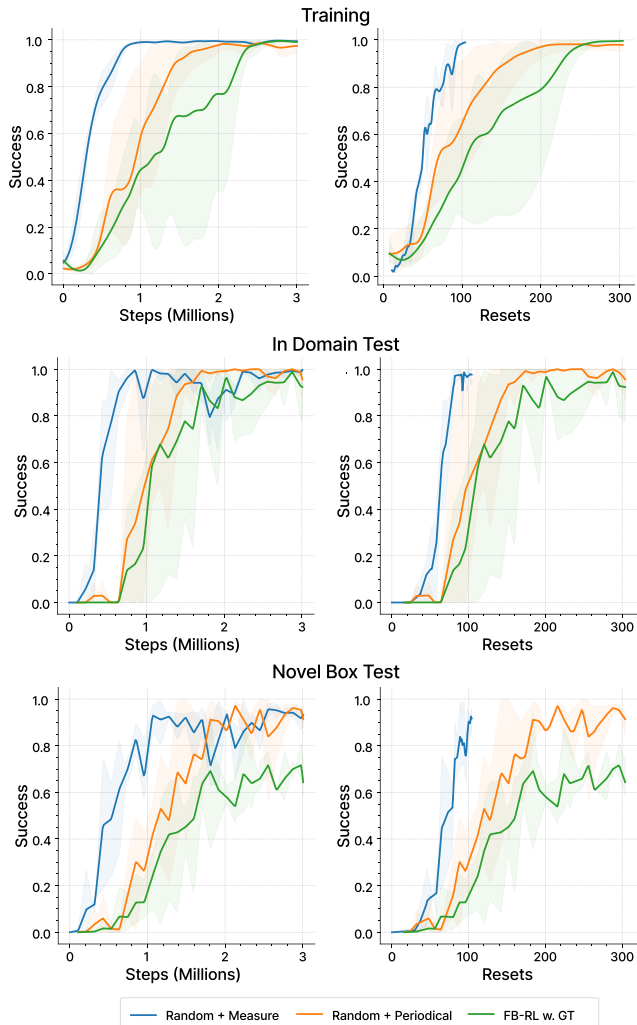 Training
1.0
0.8
0.6
0.4
0.2
0.0
Success
0 1 2 3
Steps (Millions)
1.0
0.8
0.6
0.4
0.2
0.0
Success
100 200 300
Resets
In Domain Test
1.0
0.8
0.6
0.4
0.2
0.0
Success
0 1 2 3
Steps (Millions)
1.0
0.8
0.6
0.4
0.2
0.0
Success
0 100 200 300
Resets
Novel Box Test
1.0
0.8
0.6
0.4
0.2
0.0
Success
0 1 2 3
Steps (Millions)
1.0
0.8
0.6
0.4
0.2
0.0
Success
0 100 200 300
Resets
Random + Measure Random + Periodical FB-RL w. GT